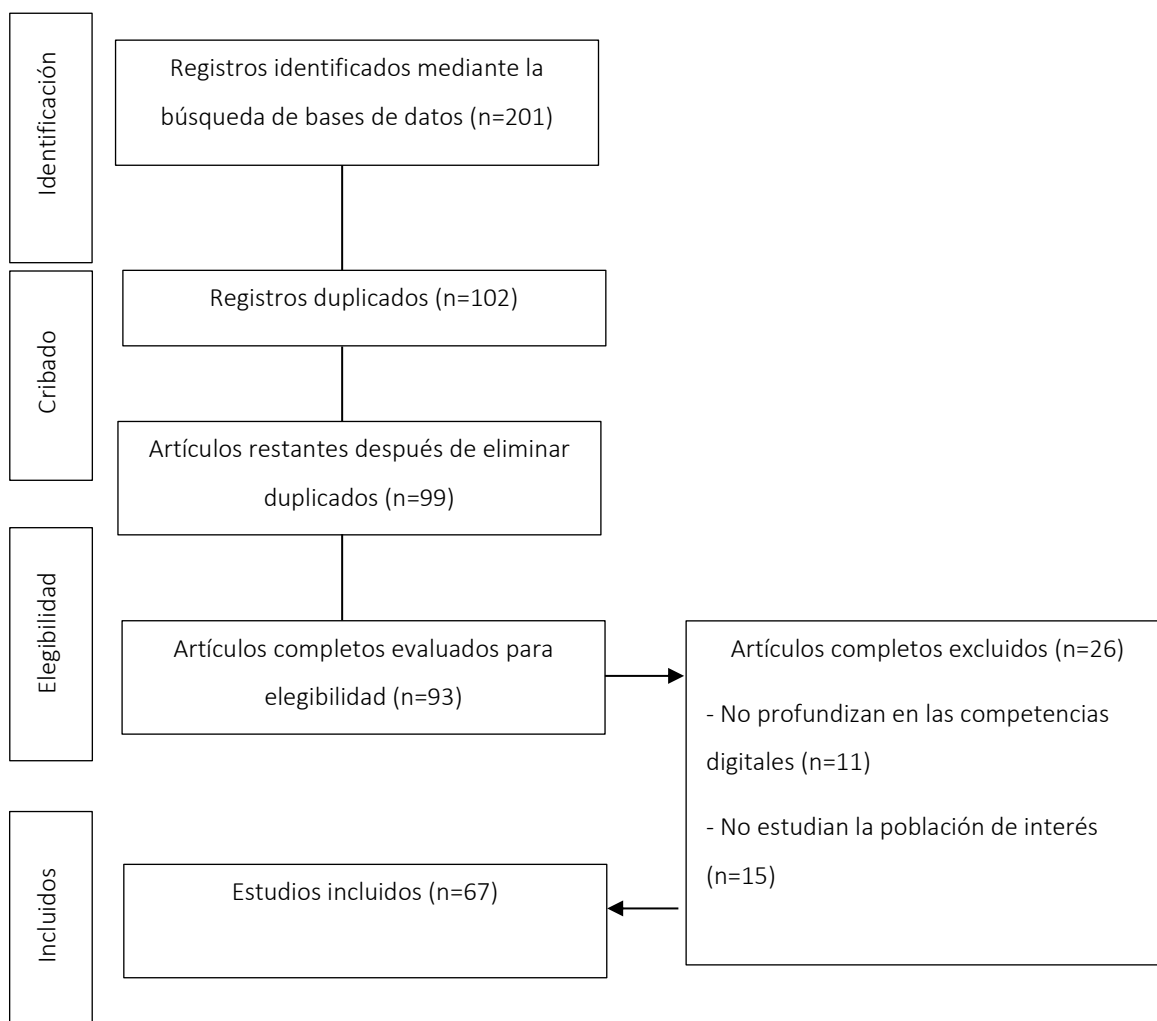 Identificación
Registros identificados mediante la
búsqueda de bases de datos (n=201)
Cribado
Registros duplicados (n=102)
Artículos restantes después de eliminar
duplicados (n=99)
Elegibilidad
Artículos completos evaluados para
elegibilidad (n=93)
Artículos completos excluidos (n=26)
- No profundizan en las competencias
digitales (n=11)
- No estudian la población de interés
(n=15)
Incluidos
Estudios incluidos (n=67)